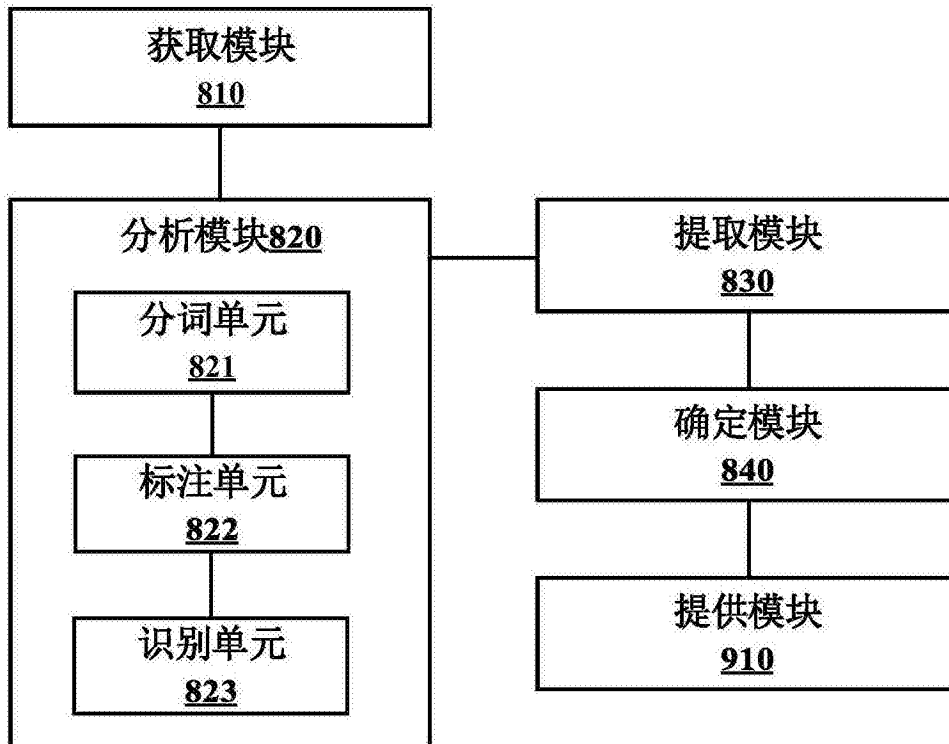 获取模块
810
分析模块820
分词单元
821
标注单元
822
识别单元
823
提取模块
830
确定模块
840
提供模块
910